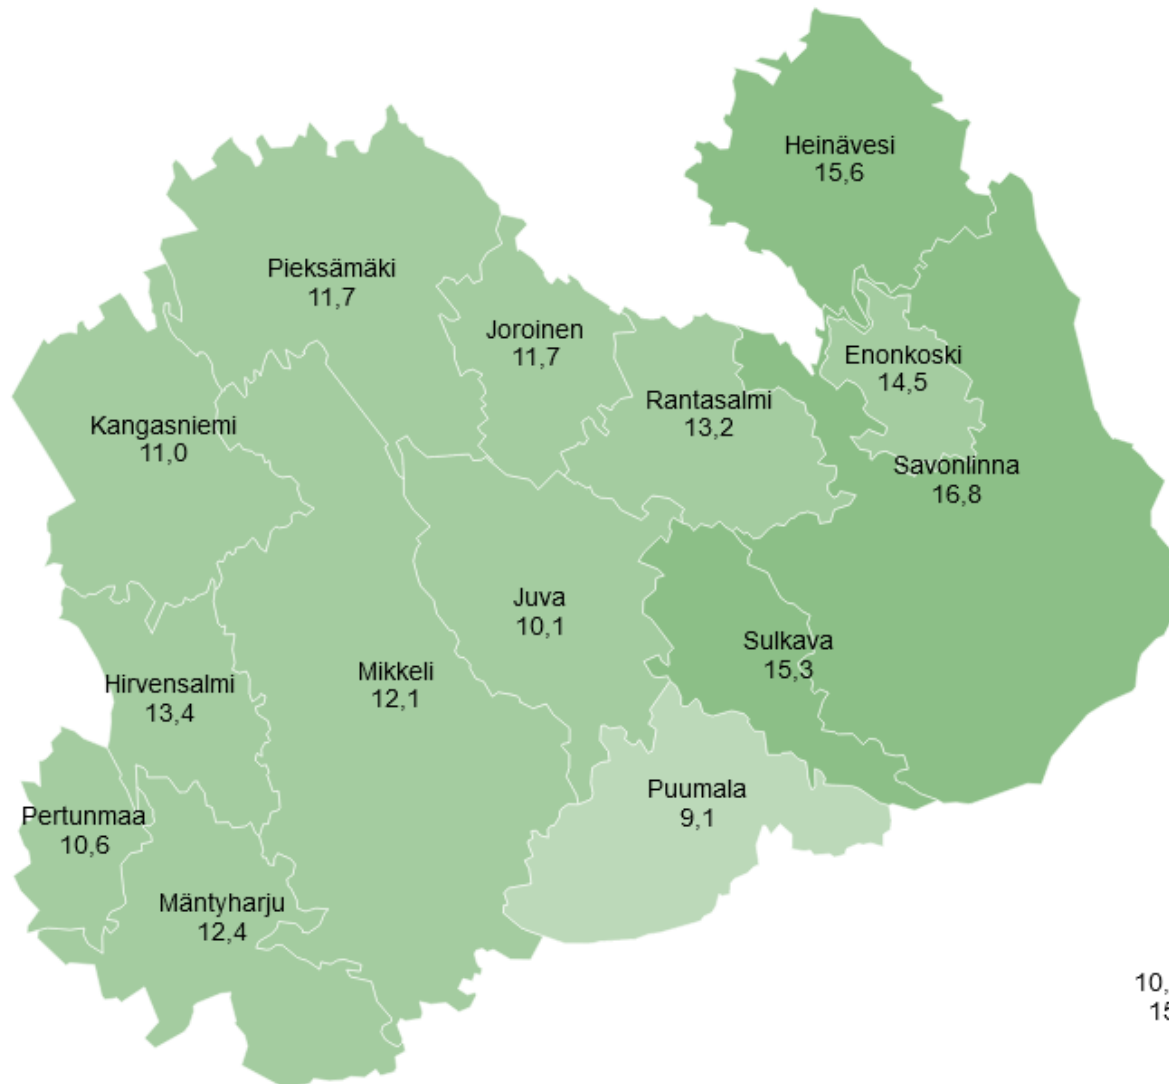 Heinävesi
15,6
Pieksämäki
11,7
Joroinen
11,7
Enonkoski
14,5
Rantasalmi
13,2
Kangasniemi
11,0
Savonlinna
16,8
Juva
10,1
Sulkava
15,3
Mikkeli
12,1
Hirvensalmi
13,4
Puumala
9,1
Pertunmaa
10,6
Mäntyharju
12,4
10,
15